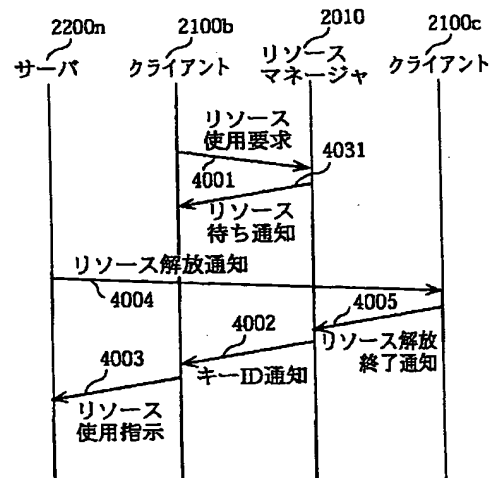 2200n
2100b
2010
2100c
サーバ
クライアント
リソース
マネージャ
クライアント
リソース
使用要求
4001
4031
リソース
待ち通知
リソース解放通知
4004
4005
4002
リソース解放
終了通知
4003
キーID通知
リソース
使用指示